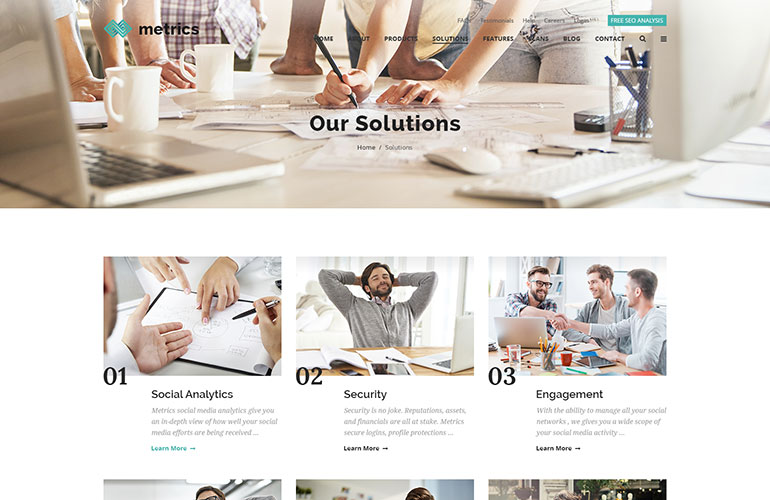 FAQs Testimonials Help Careers Login FREE SEO ANALYSIS
metrics
HOME ABOUT PRODUCTS SOLUTIONS FEATURES PLANS BLOG CONTACT
Our Solutions
Home / Solutions
01
Social Analytics
Metrics social media analytics give you
an in-depth view of how well your social
media efforts are being received ...
Learn More →
02
Security
Security is no joke. Reputations, assets,
and financials are all at stake. Metrics
secure logins, profile protections ...
Learn More →
03
Engagement
With the ability to manage all your social
networks , we gives you a wide scope of
your social media activity ...
Learn More →